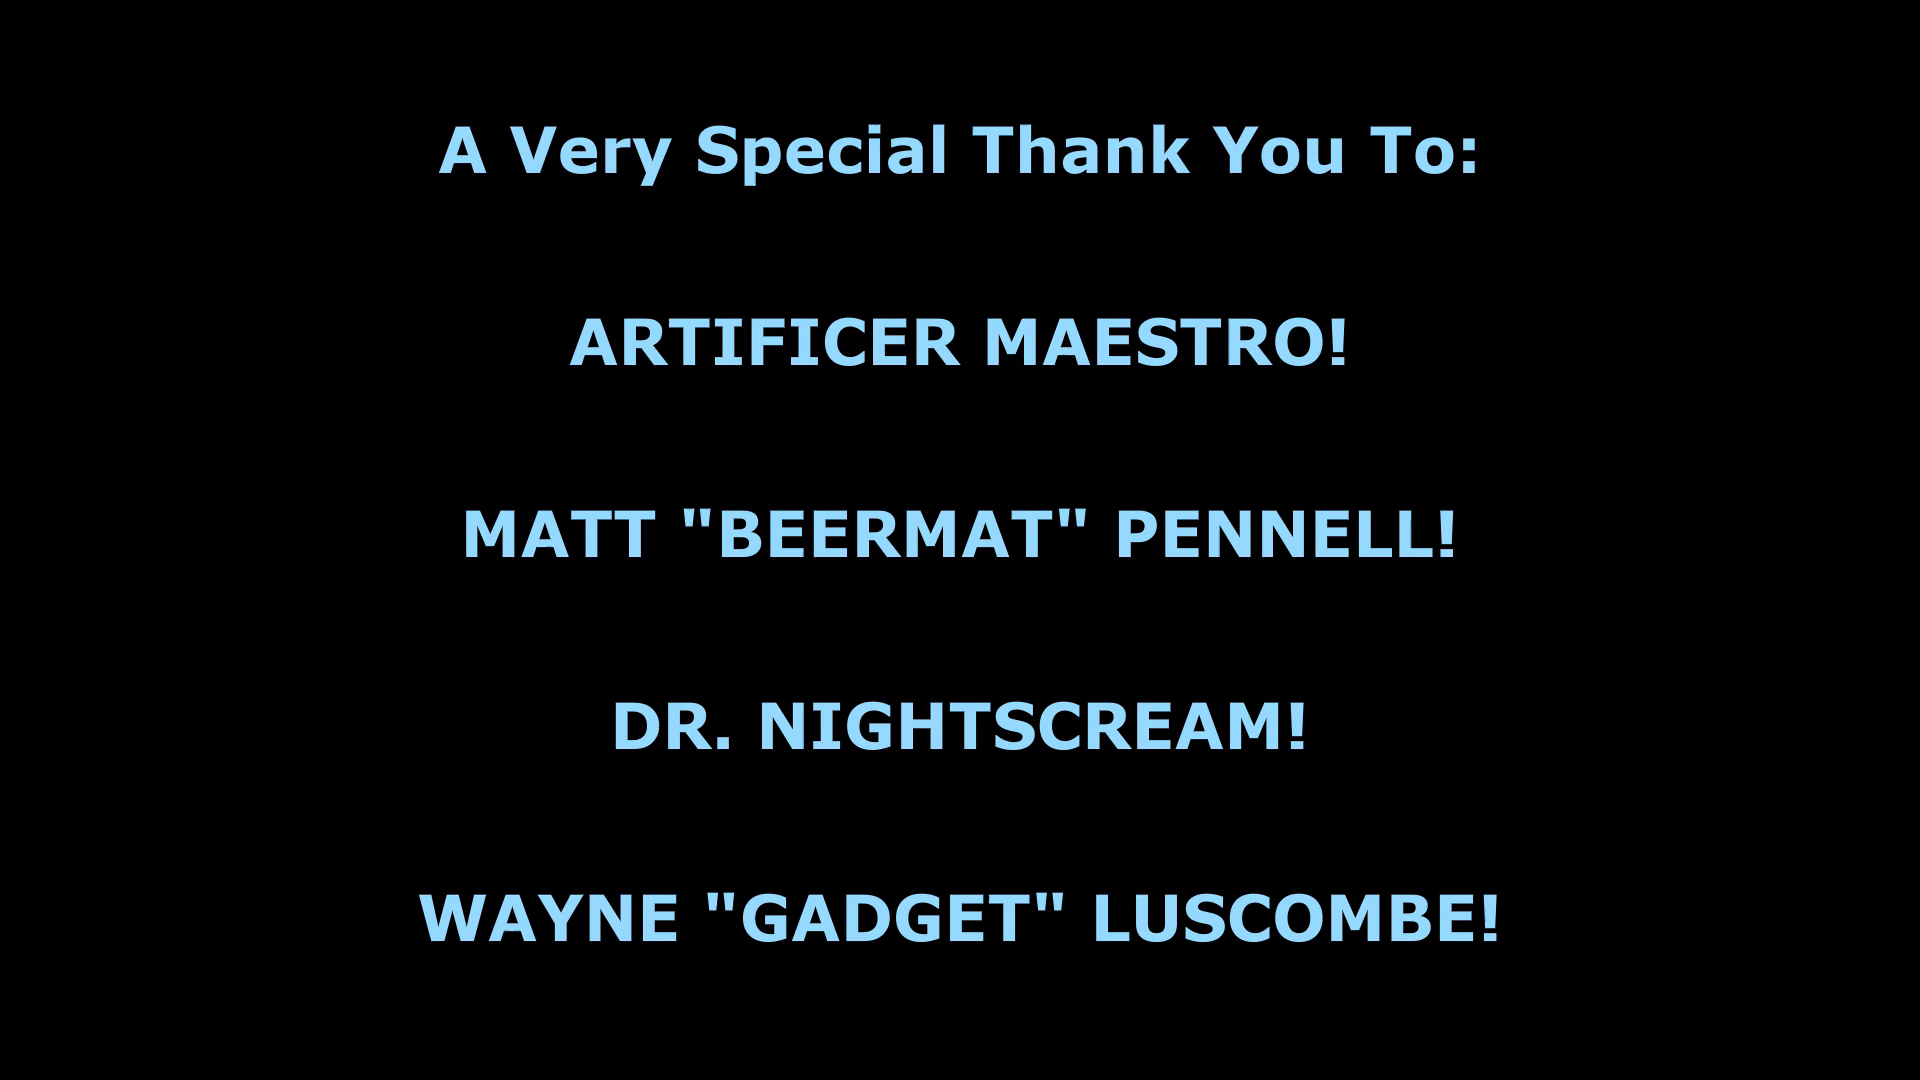 A Very Special Thank You To:
ARTIFICER MAESTRO!
MATT "BEERMAT" PENNELL!
DR. NIGHTSCREAM!
WAYNE "GADGET" LUSCOMBE!